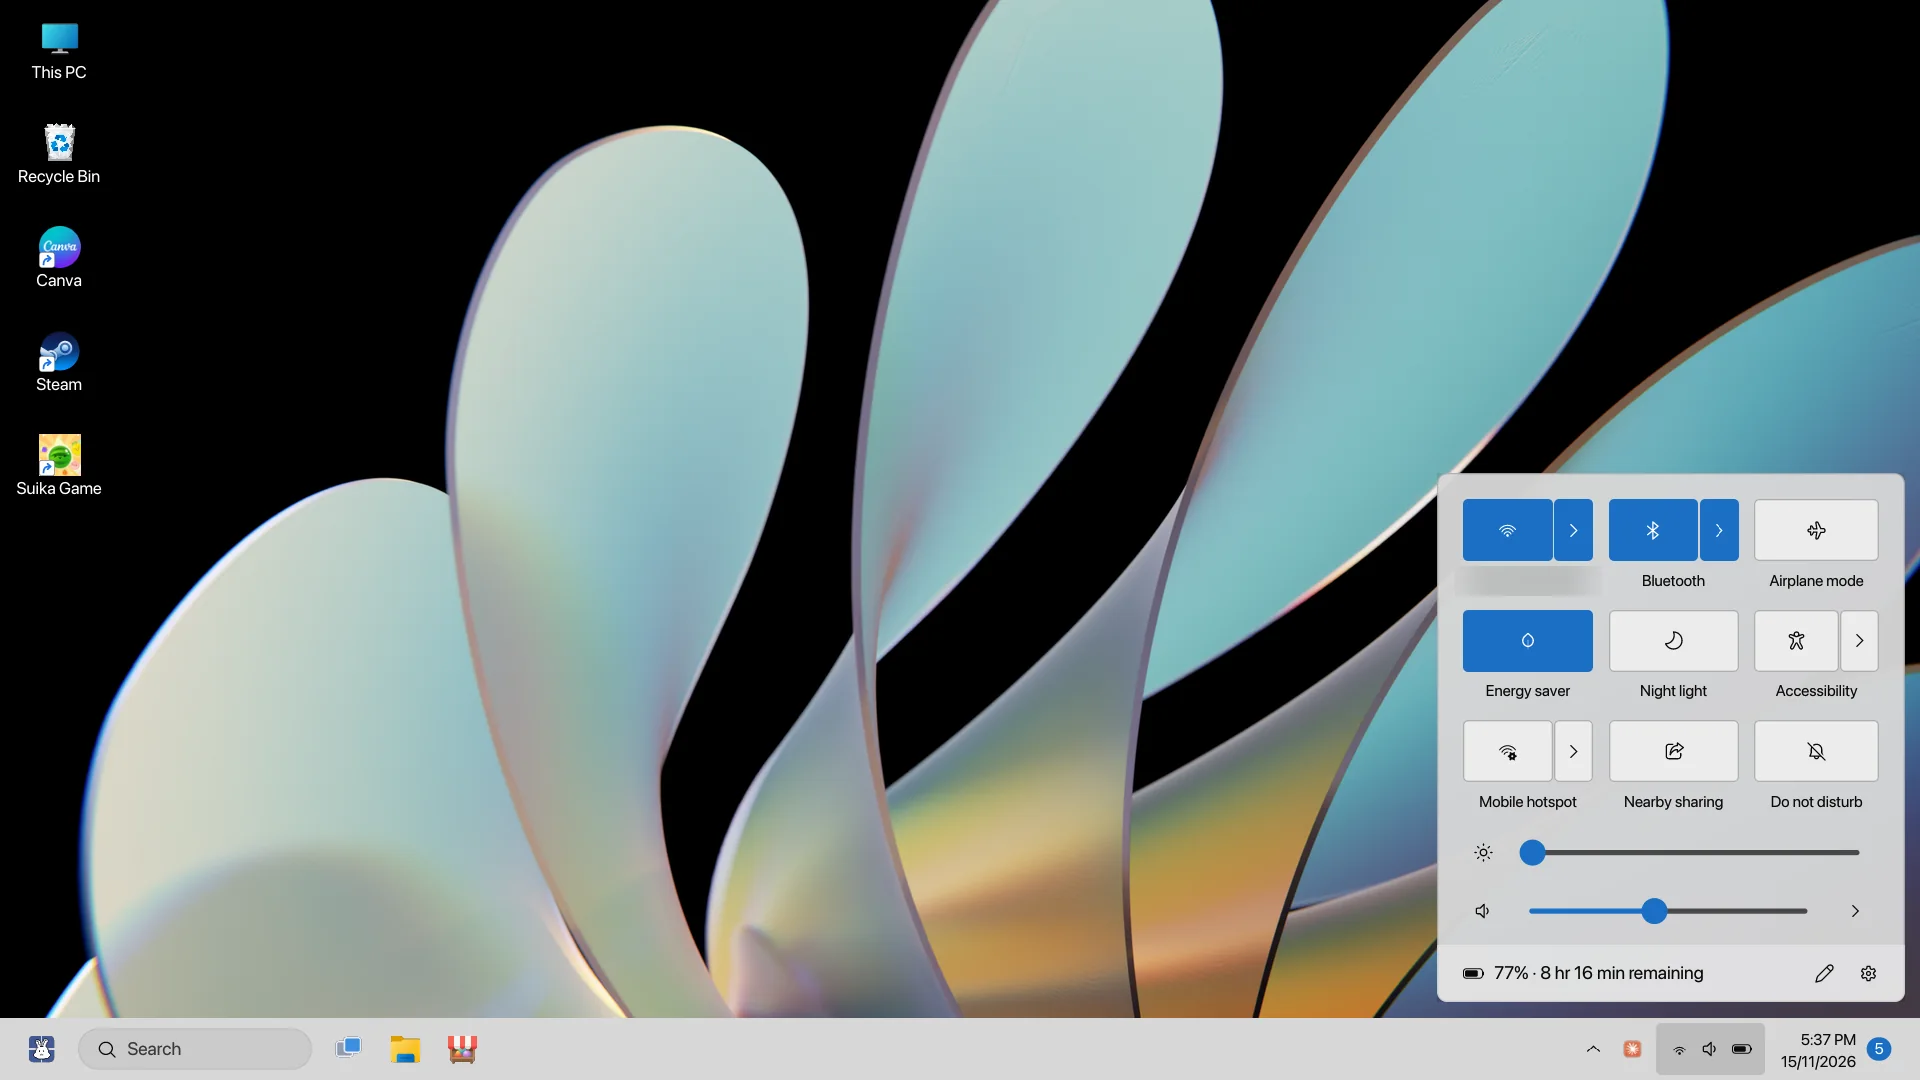 This PC
Recycle Bin
Canva
Canva
Steam
Suika Game
Bluetooth
Airplane mode
Energy saver
Night light
Accessibility
Mobile hotspot
Nearby sharing
Do not disturb
77% · 8 hr 16 min remaining
Search
5:37 PM
15/11/2026
5